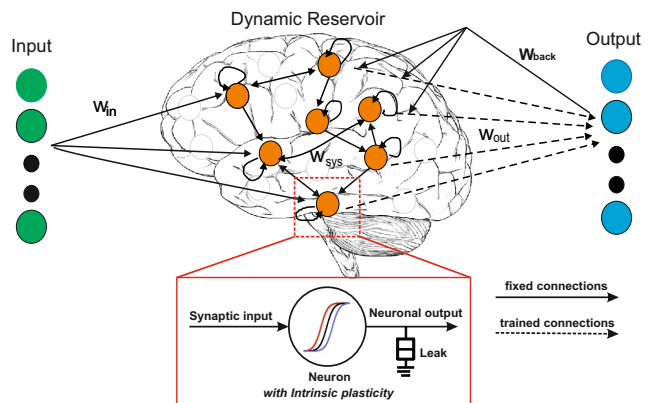 Dynamic Reservoir
Input
Output
Wback
Win
Wout
Wsys
fixed connections
Synaptic input
Neuronal output
trained connections
Leak
Neuron
with Intrinsic plasticity